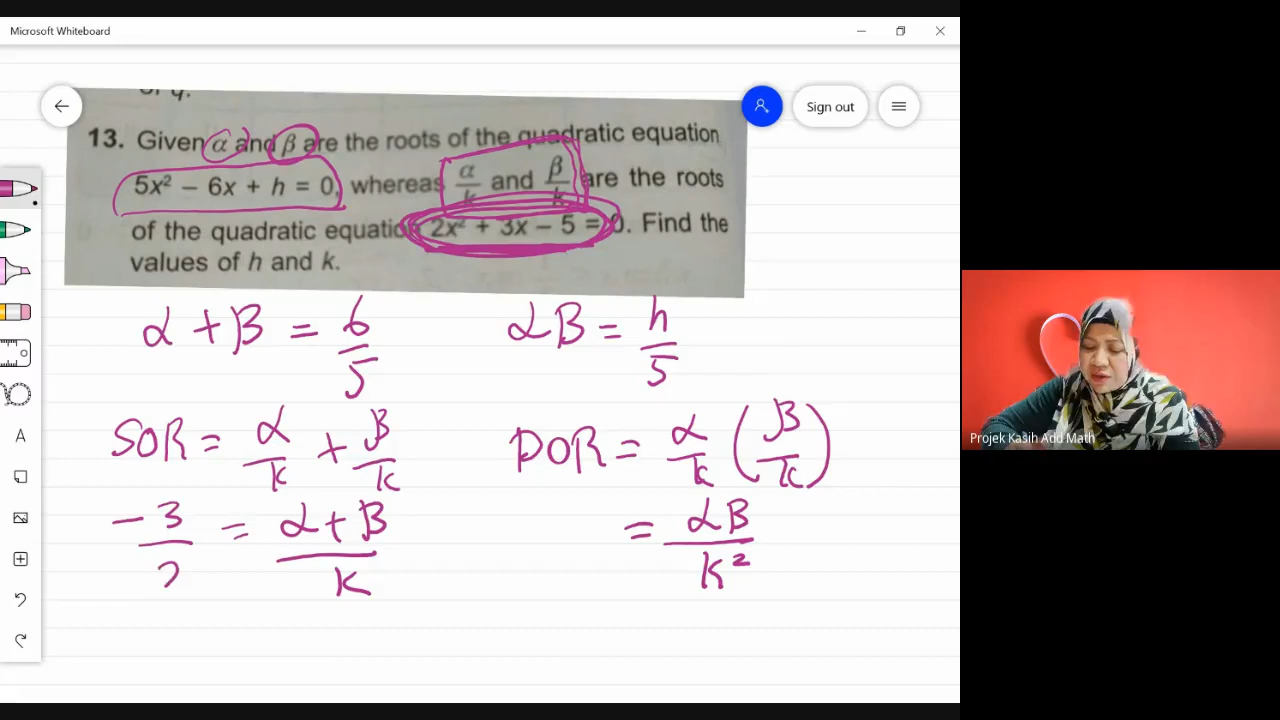 Microsoft Whiteboard
or q.
Sign out
13. Given α and β are the roots of the quadratic equation
5x² − 6x + h = 0, whereas α/k and β/k are the roots
of the quadratic equation 2x² + 3x − 5 = 0. Find the
values of h and k.
α + β = 6/5
αβ = h/5
SOR = α/k + β/k
POR = α/k (β/k)
-3/2 = α + β/k
= αβ/k²
Projek Kasih Add Math
A